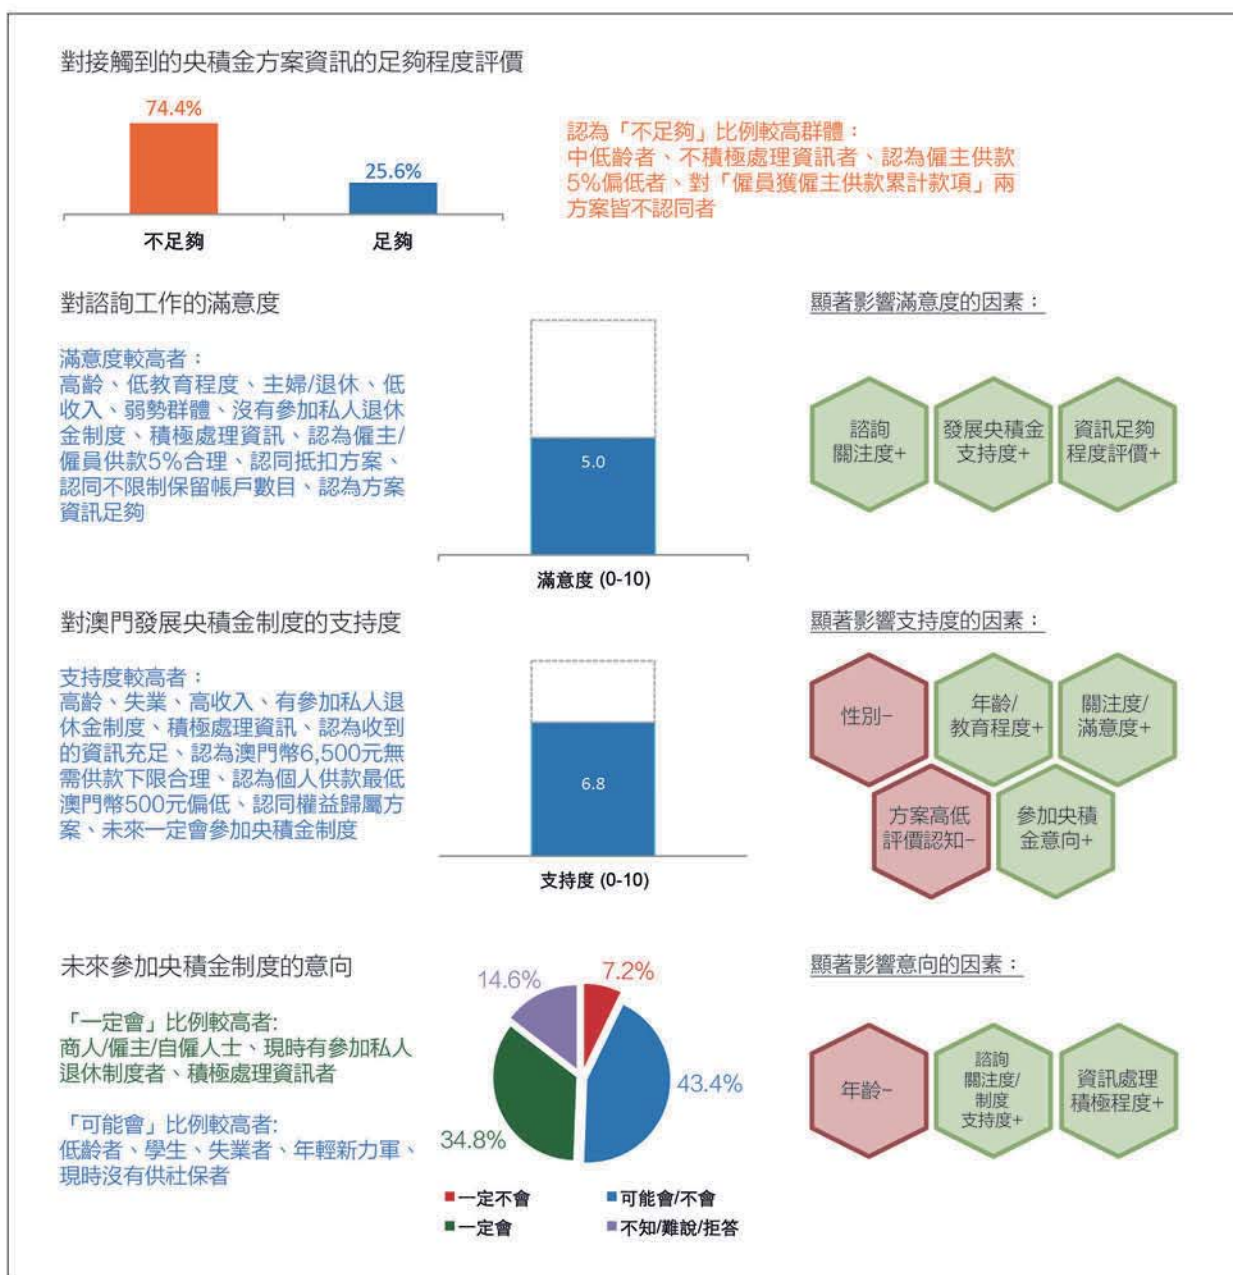 對接觸到的央積金方案資訊的足夠程度評價
74.4%
25.6%
不足夠
足夠
認為「不足夠」比例較高群體：
中低齡者、不積極處理資訊者、認為僱主供款
5%偏低者、對「僱員獲僱主供款累計款項」兩
方案皆不認同者
對諮詢工作的滿意度
滿意度較高者：
高齡、低教育程度、主婦/退休、低
收入、弱勢群體、沒有參加私人退休
金制度、積極處理資訊、認為僱主/
僱員供款5%合理、認同抵扣方案、
認同不限制保留帳戶數目、認為方案
資訊足夠
5.0
滿意度 (0-10)
顯著影響滿意度的因素：
諮詢
關注度+
發展央積金
支持度+
資訊足夠
程度評價+
對澳門發展央積金制度的支持度
支持度較高者：
高齡、失業、高收入、有參加私人退
休金制度、積極處理資訊、認為收到
的資訊充足、認為澳門幣6,500元無
需供款下限合理、認為個人供款最低
澳門幣500元偏低、認同權益歸屬方
案、未來一定會參加央積金制度
6.8
支持度 (0-10)
顯著影響支持度的因素：
性別-
年齡/
教育程度+
關注度/
滿意度+
方案高低
評價認知-
參加央積
金意向+
未來參加央積金制度的意向
「一定會」比例較高者:
商人/僱主/自僱人士、現時有參加私人
退休制度者、積極處理資訊者
「可能會」比例較高者:
低齡者、學生、失業者、年輕新力軍、
現時沒有供社保者
14.6%
7.2%
43.4%
34.8%
一定不會
可能會/不會
一定會
不知/難說/拒答
顯著影響意向的因素：
年齡-
諮詢
關注度/
制度
支持度+
資訊處理
積極程度+